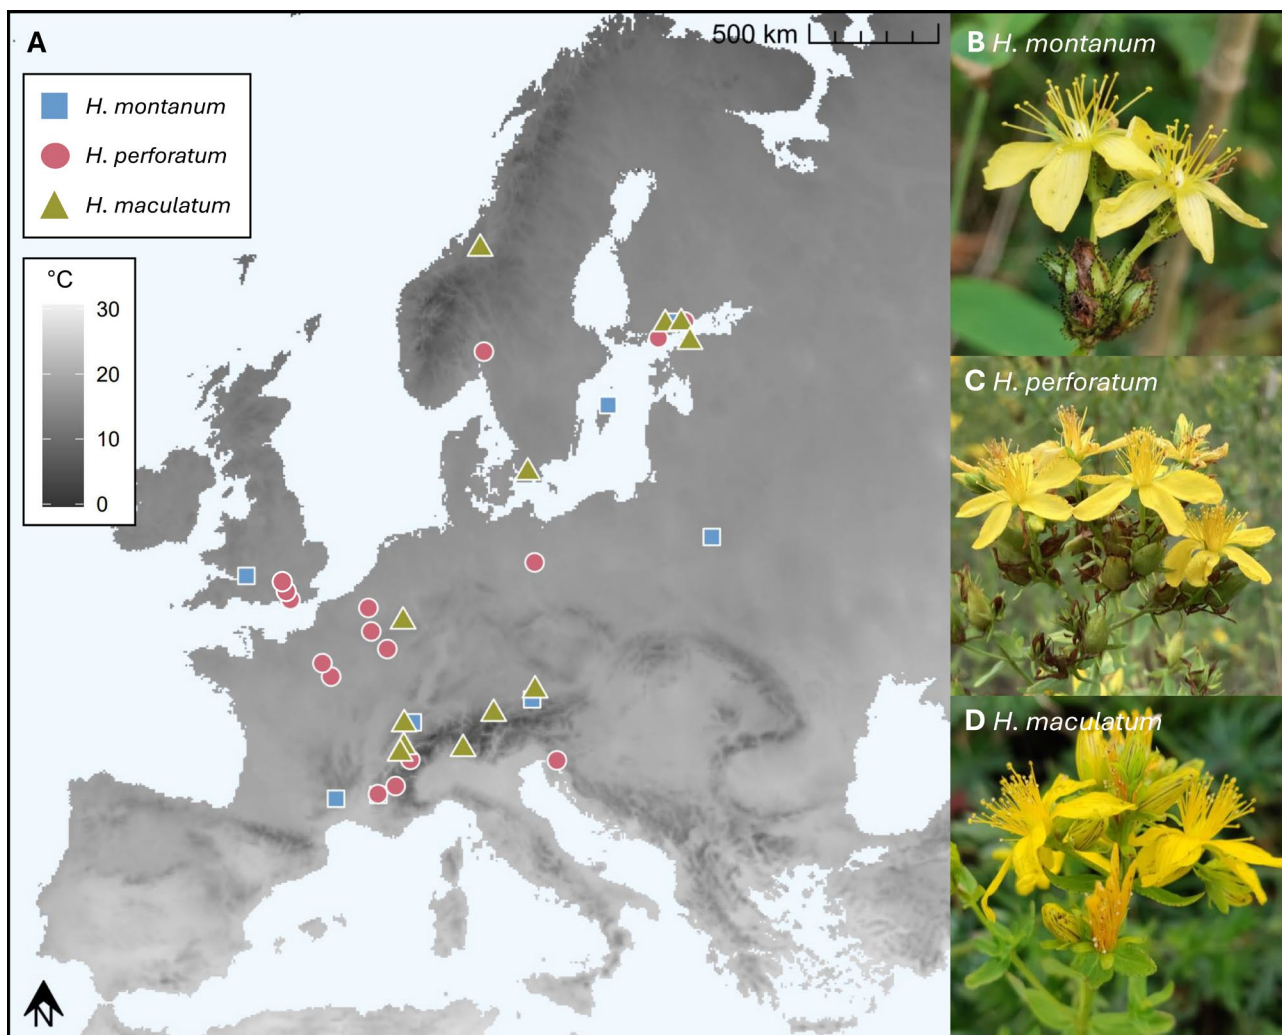 A
500 km
H. montanum
H. perforatum
H. maculatum
°C
30
20
10
0
N
B H. montanum
C H. perforatum
D H. maculatum